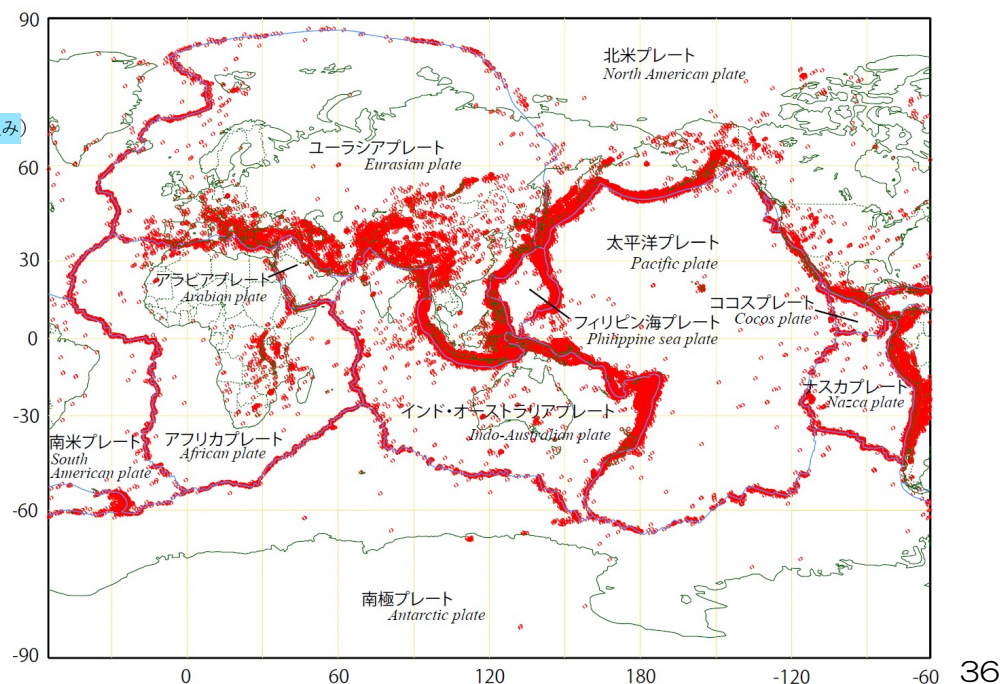 90
北米プレート
North American plate
み
ユーラシアプレート
Eurasian plate
60
太平洋プレート
Pacific plate
30
アラビアプレート
Arabian plate
ココスプレート
Cocos plate
フィリピン海プレート
Philippine sea plate
0
ナスカプレート
Nazca plate
インド・オーストラリアプレート
Indo-Australian plate
-30
南米プレート
South
American plate
アフリカプレート
African plate
-60
南極プレート
Antarctic plate
-90
0
60
120
180
-120
-60
36